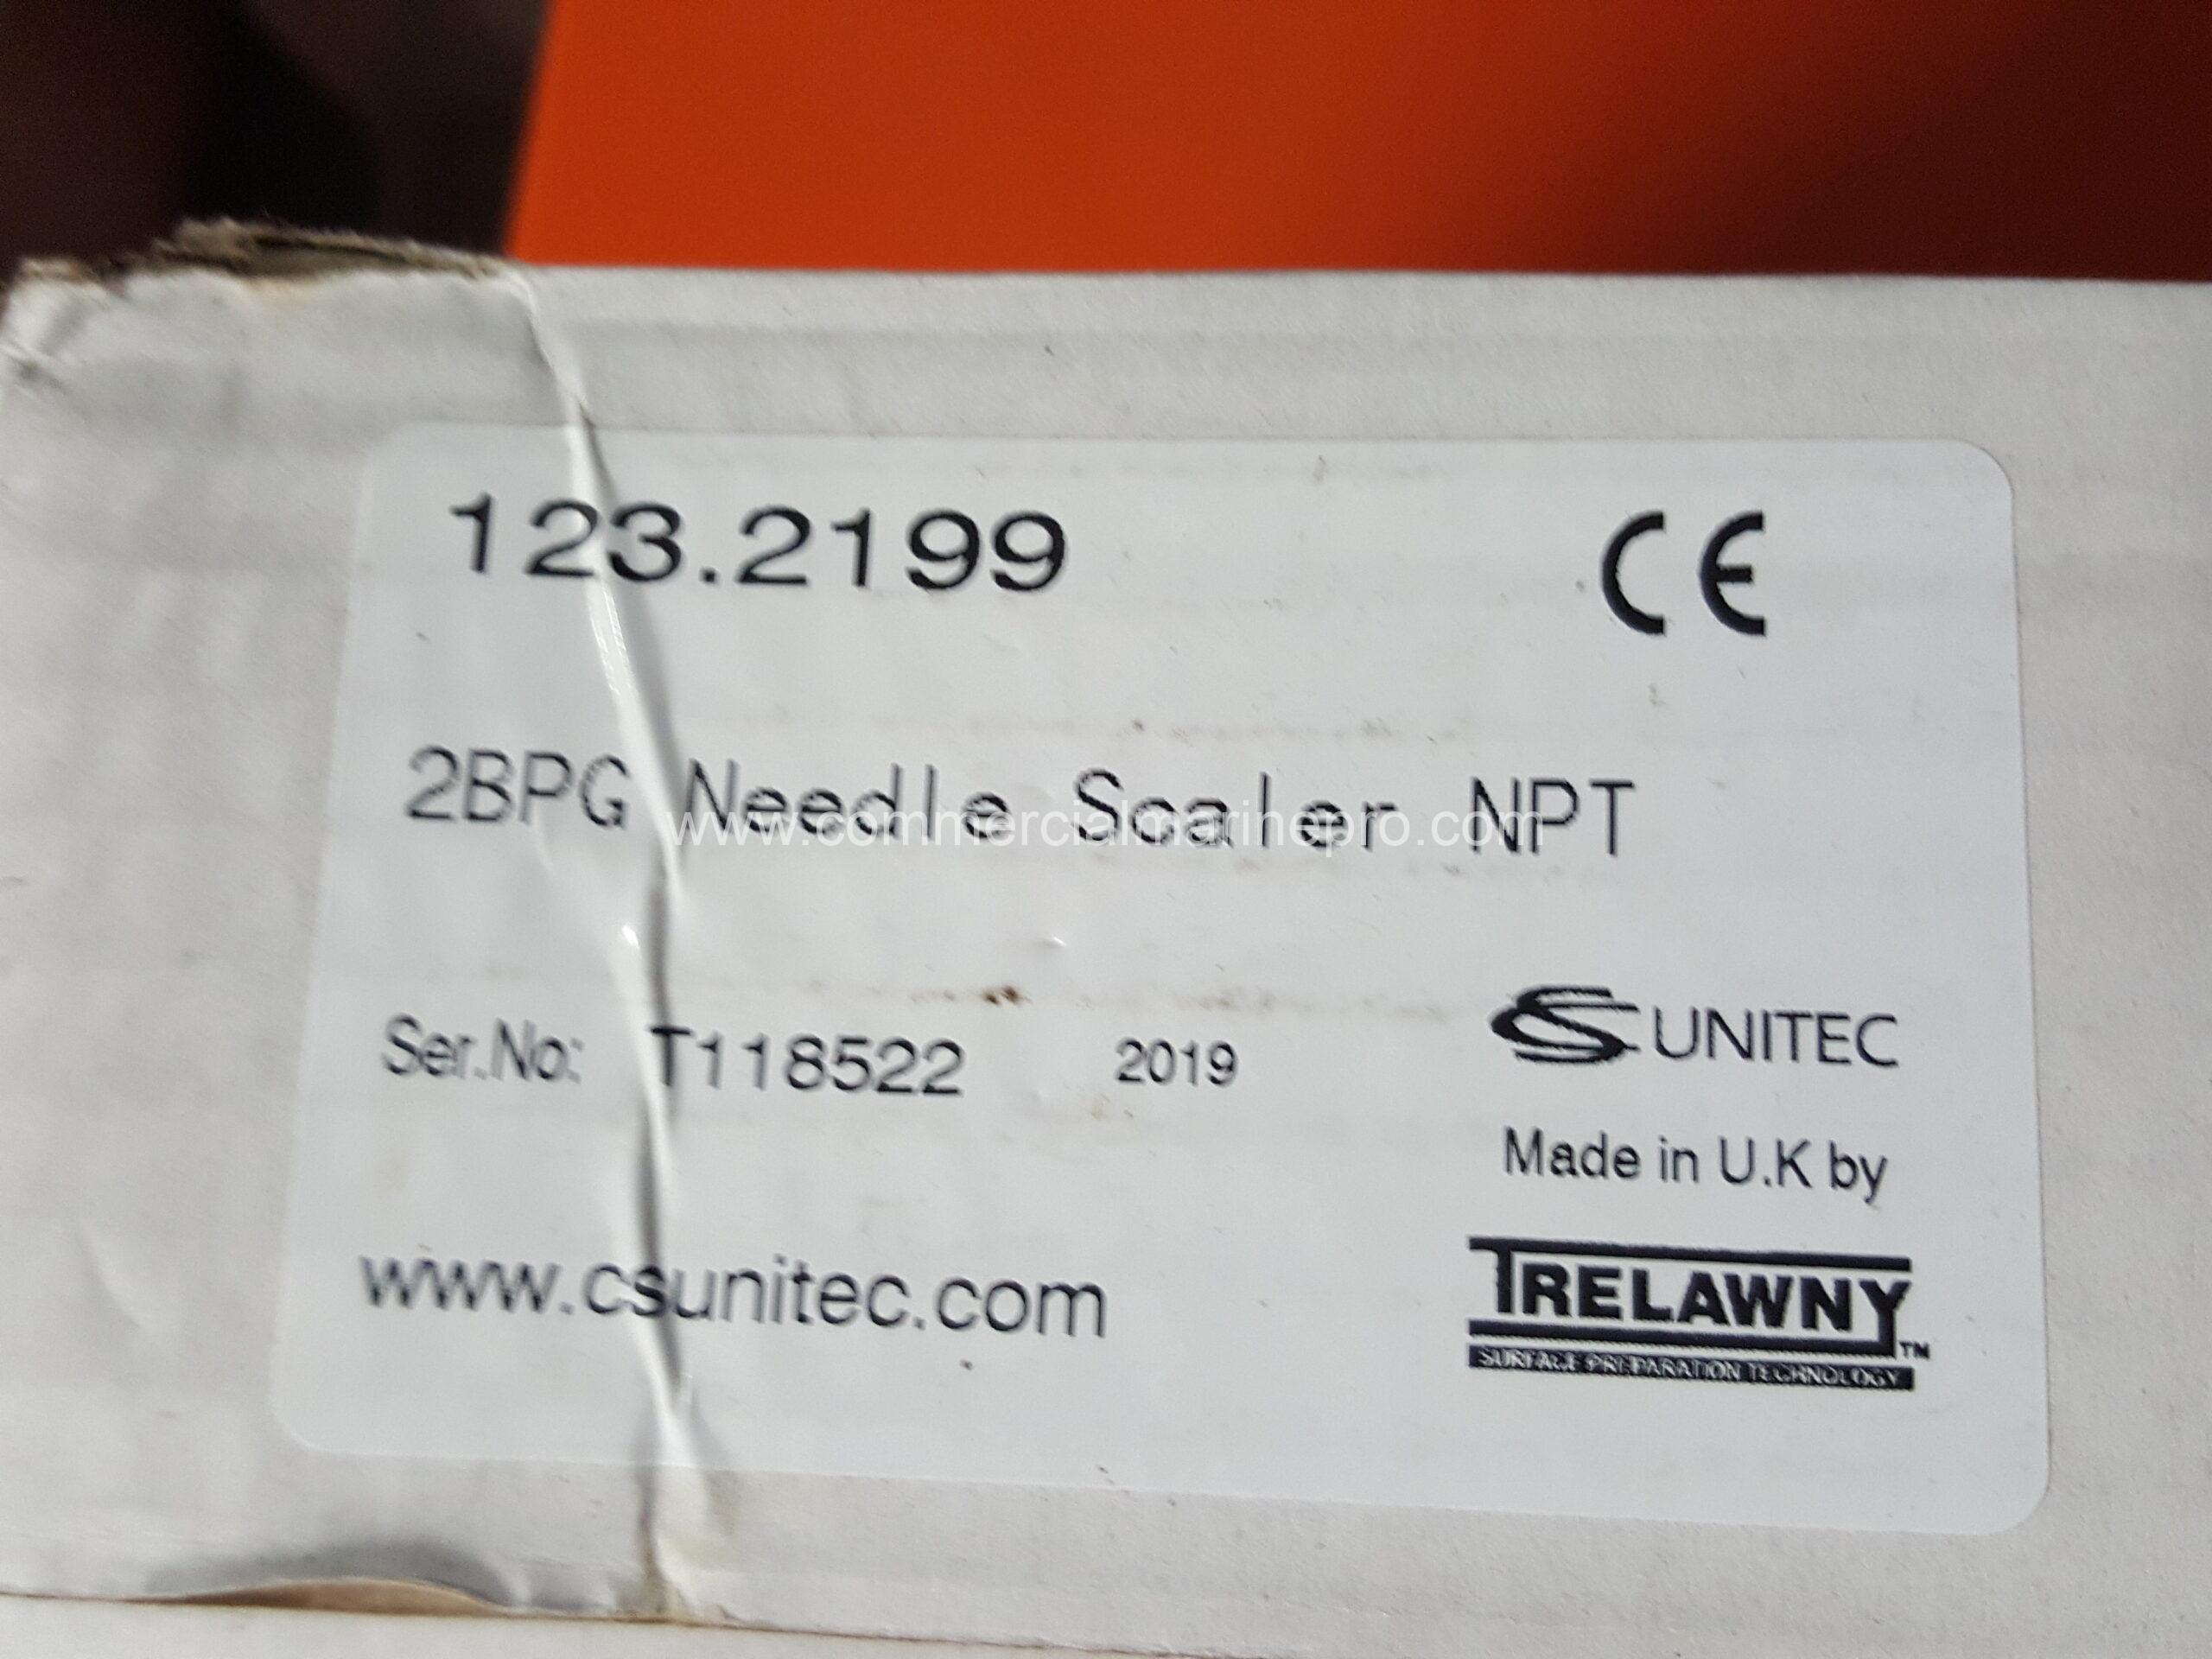 123.2199
CE
2BPG Needle Scaler NPT
www.commercialmarinepro.com
Ser.No: T118522 2019
CS UNITEC
Made in U.K by
www.csunitec.com
TRELAWNY™
SURFACE PREPARATION TECHNOLOGY